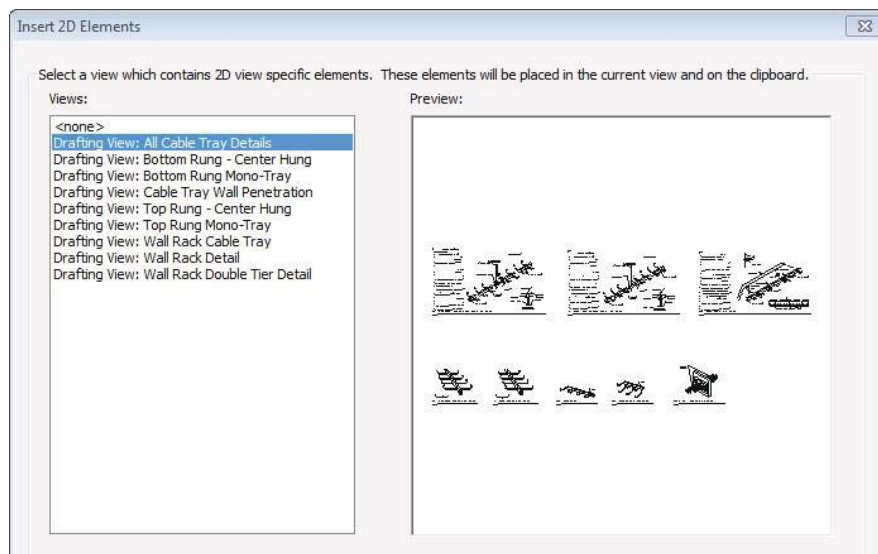 Insert 2D Elements
Select a view which contains 2D view specific elements. These elements will be placed in the current view and on the clipboard.
Views:
Preview:
<none>
Drafting View: All Cable Tray Details
Drafting View: Bottom Rung - Center Hung
Drafting View: Bottom Rung Mono-Tray
Drafting View: Cable Tray Wall Penetration
Drafting View: Top Rung - Center Hung
Drafting View: Top Rung Mono-Tray
Drafting View: Wall Rack Cable Tray
Drafting View: Wall Rack Detail
Drafting View: Wall Rack Double Tier Detail